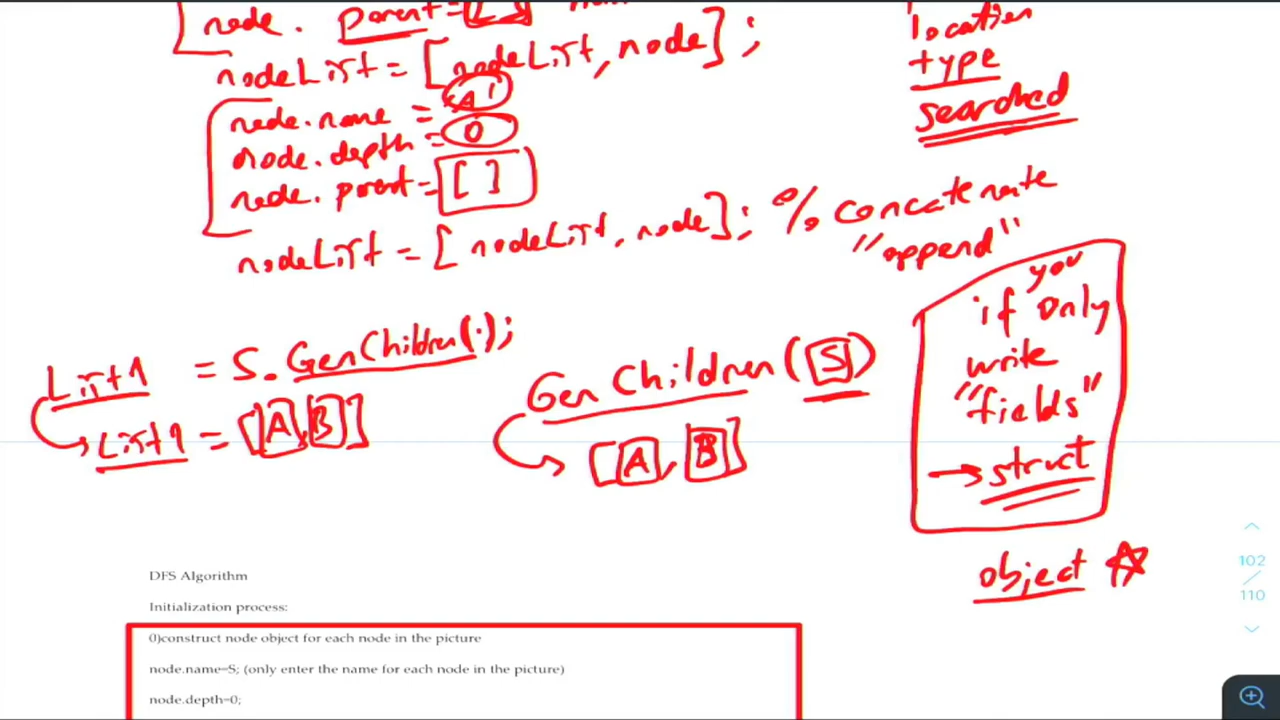 node. parent=[ ]
nodeList = [nodeList, node];
node.name = 'A'
node.depth = 0
node.parent = [ ]
nodeList = [ nodeList, node]; % concatenate
"append"
location
type
searched
if you only
write
"fields"
→ struct
object ☆
List1 = S. GenChildren(.);
List1 = [A, B]
GenChildren(S)
[A, B]
DFS Algorithm
Initialization process:
0)construct node object for each node in the picture
node.name=S; (only enter the name for each node in the picture)
node.depth=0;
102
/
110